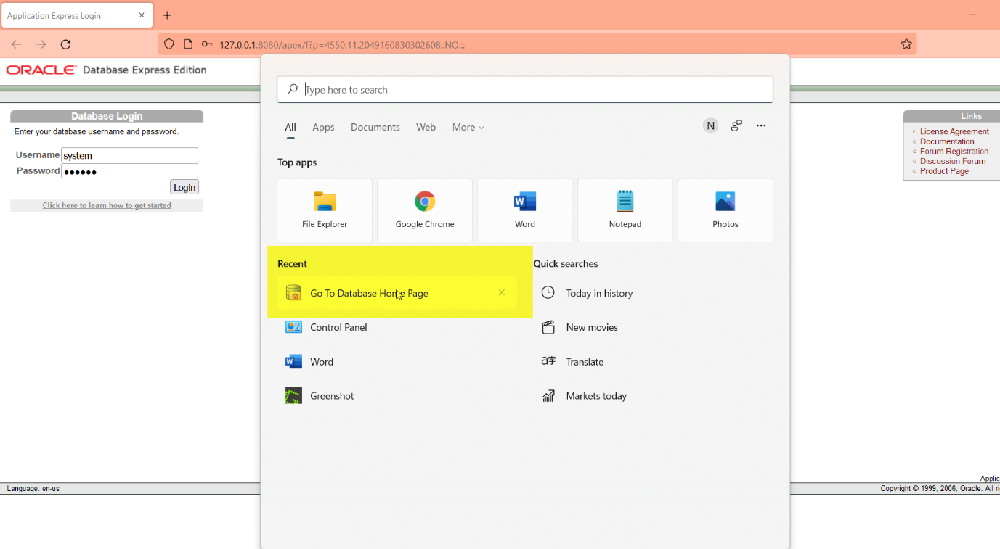 Application Express Login
127.0.0.1:8080/apex/f?p=4550:11:2049160830302608::NO:::
ORACLE Database Express Edition
Database Login
Enter your database username and password.
Username system
Password ●●●●●●
Login
Click here to learn how to get started
Type here to search
All Apps Documents Web More
N
Top apps
File Explorer Google Chrome Word Notepad Photos
Recent
Go To Database Home Page
Control Panel
Word
Greenshot
Quick searches
Today in history
New movies
Translate
Markets today
Links
License Agreement
Documentation
Forum Registration
Discussion Forum
Product Page
Applic
Language: en-us
Copyright © 1999, 2006, Oracle. All ri